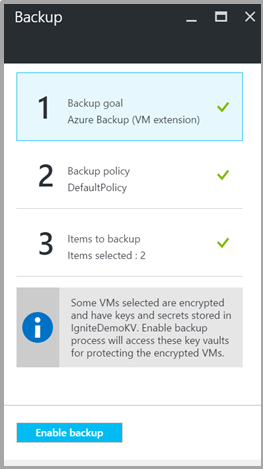 Backup
1
Backup goal
Azure Backup (VM extension)
2
Backup policy
DefaultPolicy
3
Items to backup
Items selected : 2
Some VMs selected are encrypted
and have keys and secrets stored in
IgniteDemoKV. Enable backup
process will access these key vaults
for protecting the encrypted VMs.
Enable backup